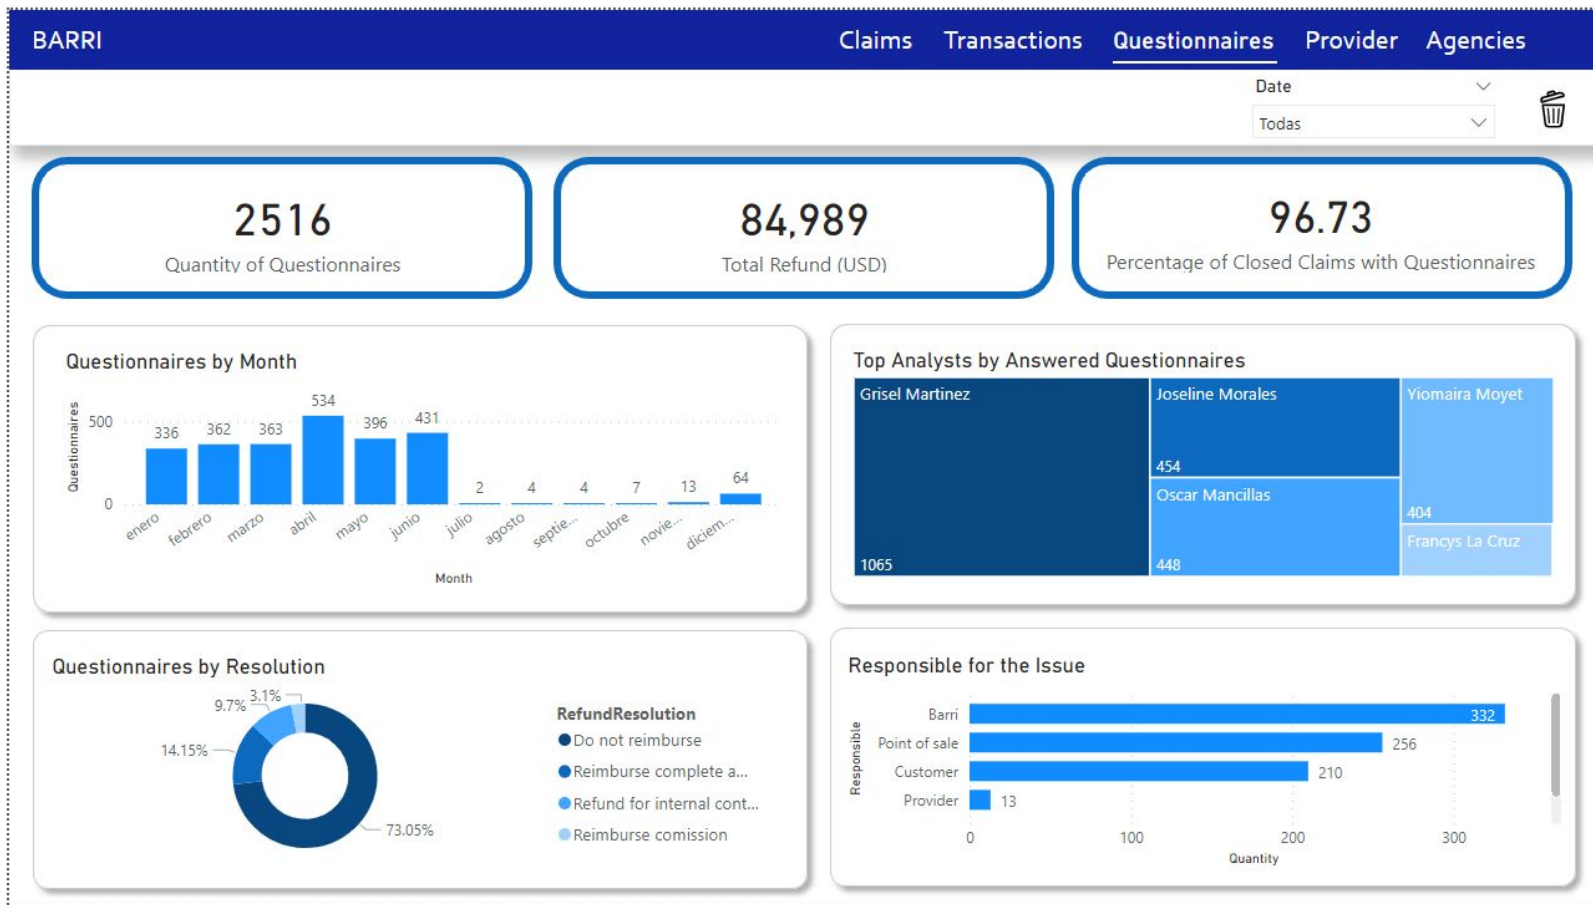 BARRI
Claims Transactions Questionnaires Provider Agencies
Date
Todas
2516
Quantity of Questionnaires
84,989
Total Refund (USD)
96.73
Percentage of Closed Claims with Questionnaires
Questionnaires by Month
Questionnaires
500
0
336 362 363 534 396 431 2 4 4 7 13 64
enero febrero marzo abril mayo junio julio agosto septie... octubre novie... diciem...
Month
Top Analysts by Answered Questionnaires
Grisel Martinez
1065
Joseline Morales
454
Oscar Mancillas
448
Yiomaira Moyet
404
Francys La Cruz
Questionnaires by Resolution
3.1%
9.7%
14.15%
73.05%
RefundResolution
Do not reimburse
Reimburse complete a...
Refund for internal cont...
Reimburse comission
Responsible for the Issue
Responsible
Barri 332
Point of sale 256
Customer 210
Provider 13
0 100 200 300
Quantity